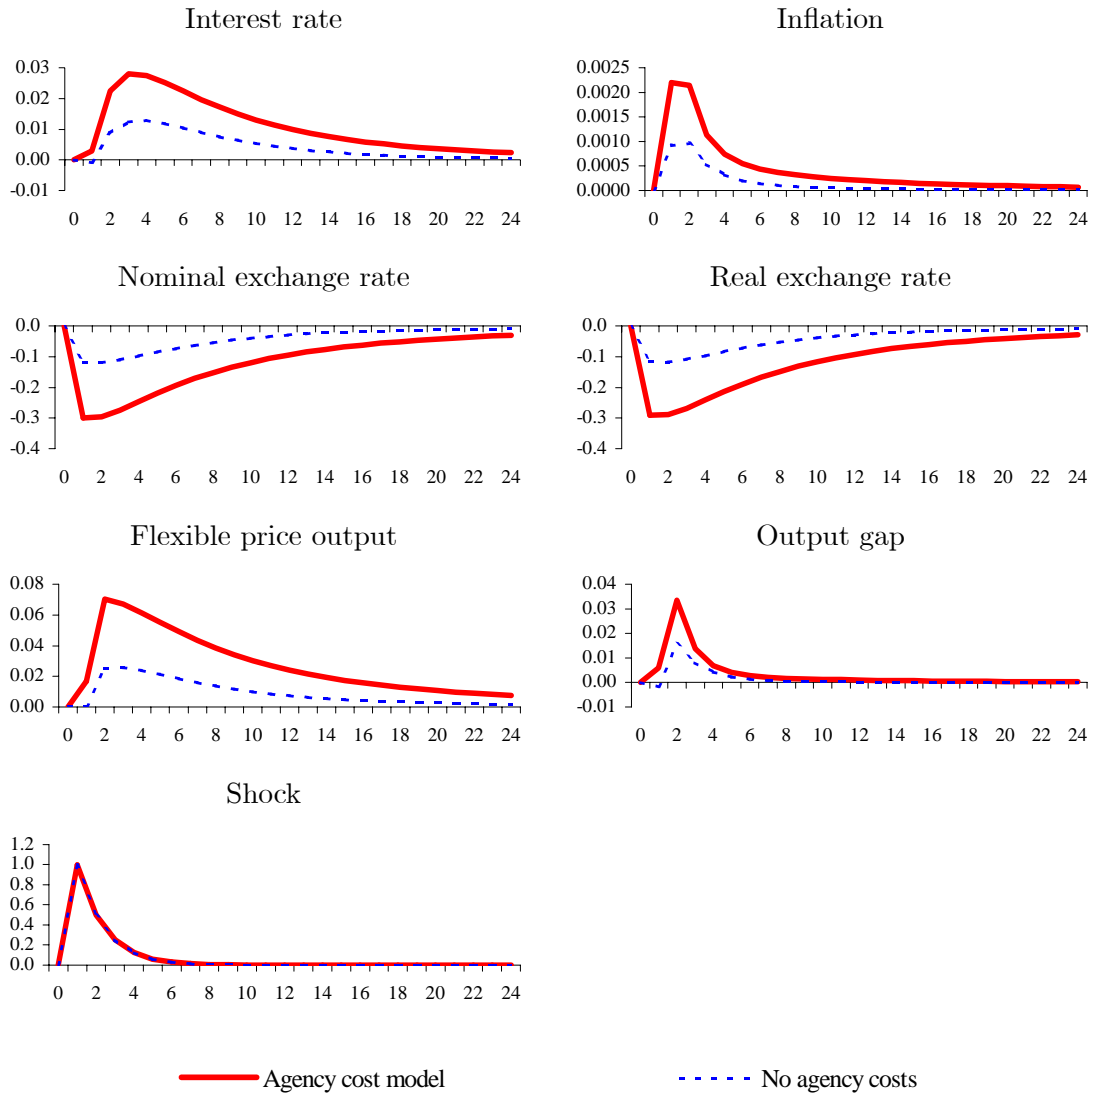 Interest rate
0.03
0.02
0.01
0.00
-0.01
0 2 4 6 8 10 12 14 16 18 20 22 24
Inflation
0.0025
0.0020
0.0015
0.0010
0.0005
0.0000
0 2 4 6 8 10 12 14 16 18 20 22 24
Nominal exchange rate
0.0
-0.1
-0.2
-0.3
-0.4
0 2 4 6 8 10 12 14 16 18 20 22 24
Real exchange rate
0.0
-0.1
-0.2
-0.3
-0.4
0 2 4 6 8 10 12 14 16 18 20 22 24
Flexible price output
0.08
0.06
0.04
0.02
0.00
0 2 4 6 8 10 12 14 16 18 20 22 24
Output gap
0.04
0.03
0.02
0.01
0.00
-0.01
0 2 4 6 8 10 12 14 16 18 20 22 24
Shock
1.2
1.0
0.8
0.6
0.4
0.2
0.0
0 2 4 6 8 10 12 14 16 18 20 22 24
Agency cost model
No agency costs